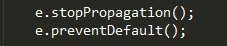 e.stopPropagation();
e.preventDefault();